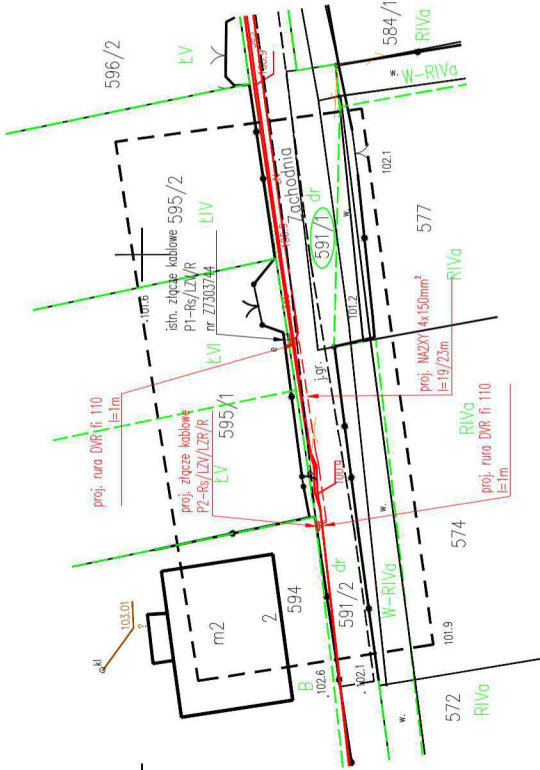 596/2
ŁV
584/1
RIVa
W-RIVa
w.
595/2
ŁIV
Zachodnia
dr
591/1
w.
102.1
577
RIVa
101.6
istn. złącze kablowe
P1-Rs/LZV/R
nr Z7303744
ŁVI
e
101.2
j.gr.
proj. NA2XY 4x150mm²
l=19/23m
proj. rura DVR fi 110
l=1m
595/1
ŁV
proj. złącze kablowe
P2-Rs/LZV/LZR/R
RIVa
proj. rura DVR fi 110
l=1m
w.
574
594
591/2
dr
W-RIVa
101.9
m2
2
103.01
?
kł
B
102.6
102.1
w.
572
RIVa